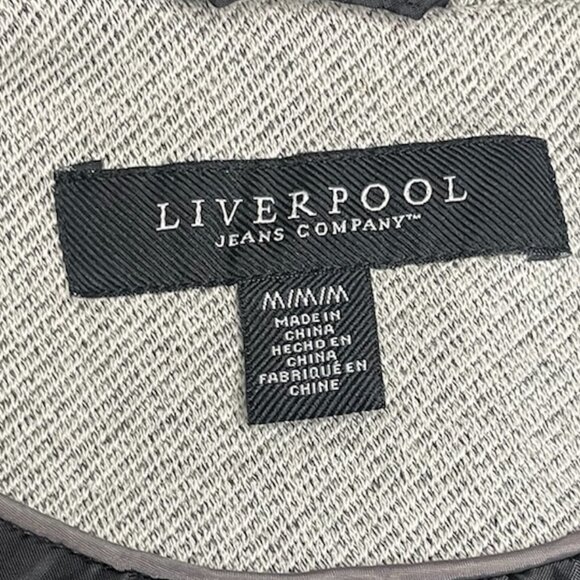 LIVERPOOL
JEANS COMPANY™
M/M/M
MADE IN
CHINA
HECHO EN
CHINA
FABRIQUÉ EN
CHINE